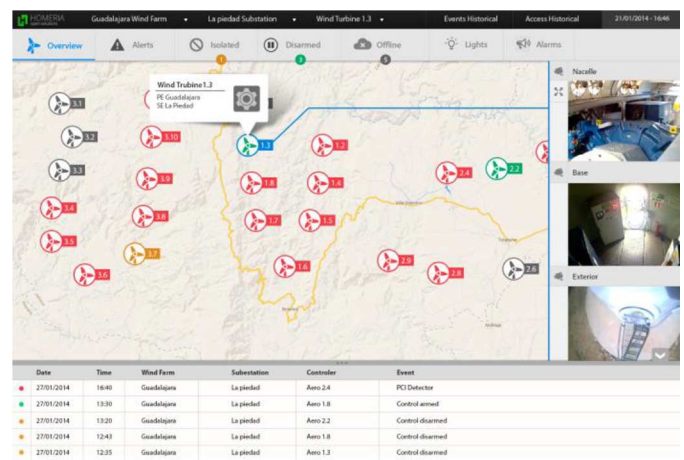 HOMERIA
Guadalajara Wind Farm
La piedad Substation
Wind Turbine 1.3
Events Historical
Access Historical
21/01/2014 - 16:46
Overview
Alerts
Isolated
Disarmed
Offline
Lights
Alarms
1
3
5
Wind Trubine1.3
PE Guadalajara
SE La Piedad
3.1
3.2
3.10
1.3
1.2
3.3
3.9
1.8
1.4
2.4
2.2
3.4
3.8
1.7
1.5
3.5
3.7
3.6
1.6
2.9
2.8
2.6
Nacaille
Base
Exterior
Date Time Wind Farm Subestation Controler Event
27/01/2014 16:40 Guadalajara La piedad Aero 2.4 PCI Detector
27/01/2014 13:30 Guadalajara La piedad Aero 1.8 Control armed
27/01/2014 13:20 Guadalajara La piedad Aero 2.2 Control disarmed
27/01/2014 12:43 Guadalajara La piedad Aero 1.8 Control disarmed
27/01/2014 12:35 Guadalajara La piedad Aero 1.3 Control disarmed